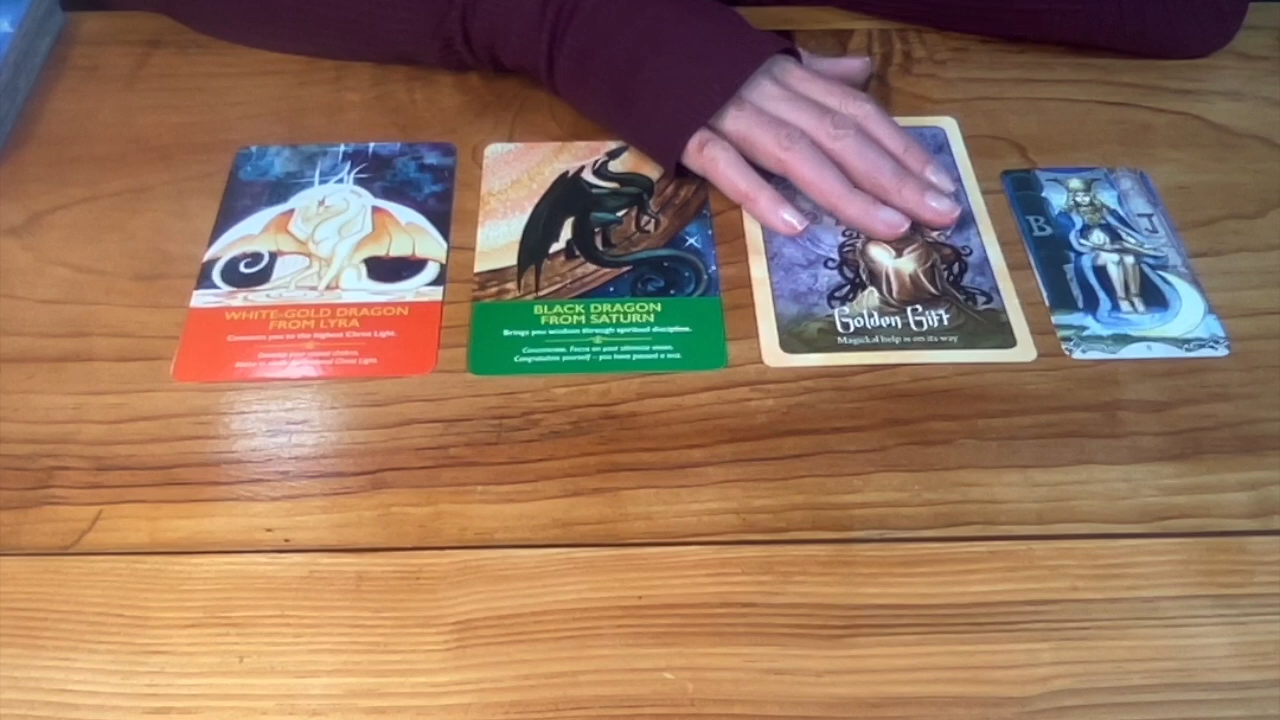 WHITE-GOLD DRAGON
FROM LYRA
Connects you to the highest Christ Light.
BLACK DRAGON
FROM SATURN
Brings you wisdom through spiritual discipline.
Concentrate. Focus on your ultimate vision.
Congratulate yourself – you have passed a test.
Golden Gift
Magickal help is on its way
B
J